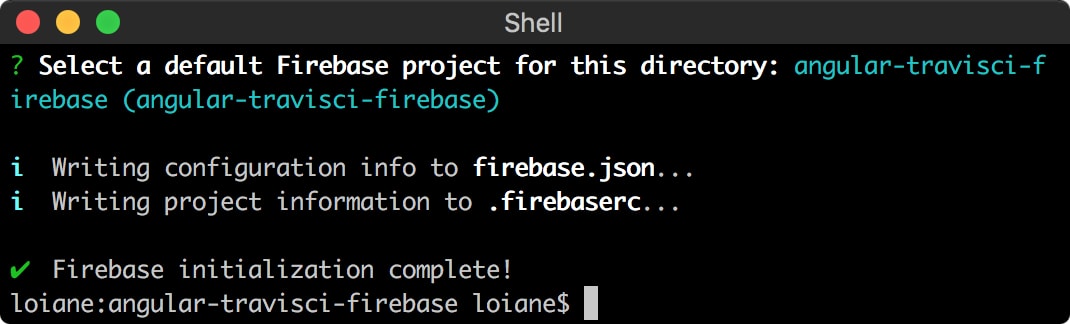 Shell
? Select a default Firebase project for this directory: angular-travisci-f
irebase (angular-travisci-firebase)
i  Writing configuration info to firebase.json...
i  Writing project information to .firebaserc...
✔  Firebase initialization complete!
loiane:angular-travisci-firebase loiane$